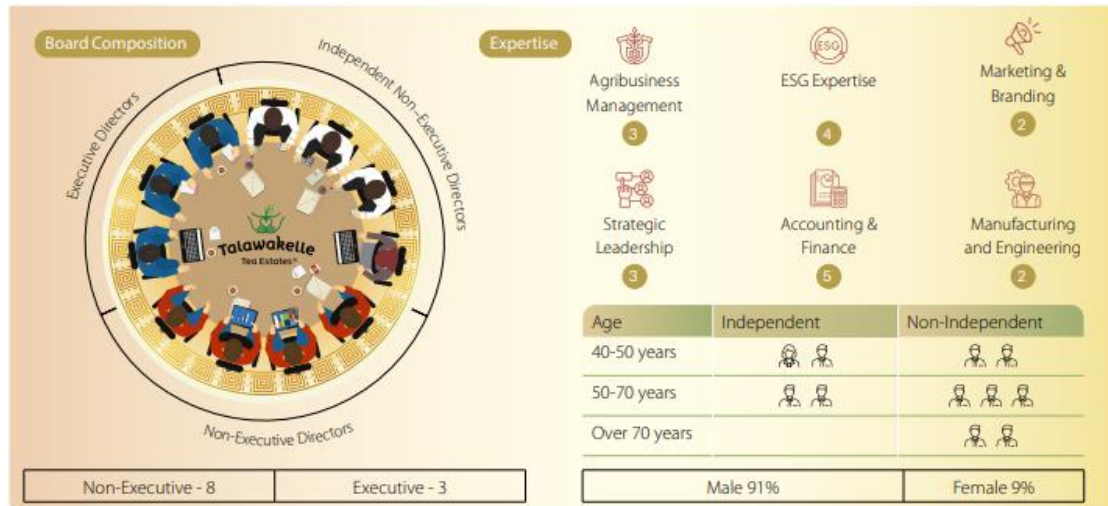 Board Composition
Independent Non-Executive Directors
Executive Directors
Talawakelle
Tea Estates®
Non-Executive Directors
Non-Executive - 8
Executive - 3
Expertise
Agribusiness
Management
3
ESG
ESG Expertise
4
Marketing &
Branding
2
Strategic
Leadership
3
Accounting &
Finance
5
Manufacturing
and Engineering
2
Age Independent Non-Independent
40-50 years
50-70 years
Over 70 years
Male 91%
Female 9%